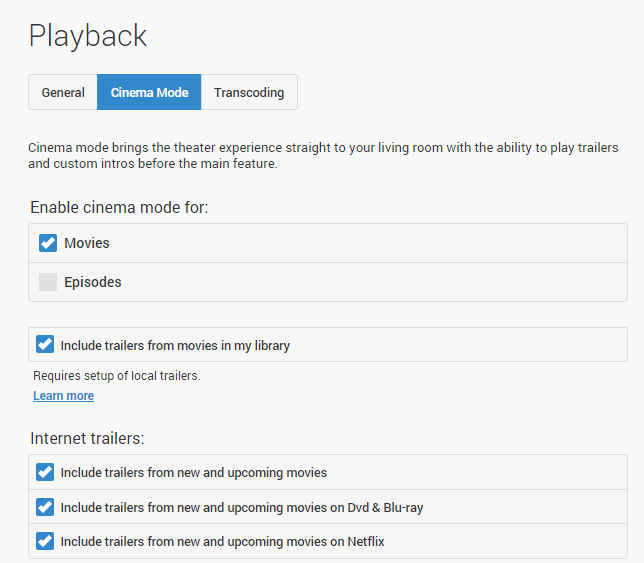 Playback
General Cinema Mode Transcoding
Cinema mode brings the theater experience straight to your living room with the ability to play trailers
and custom intros before the main feature.
Enable cinema mode for:
Movies
Episodes
Include trailers from movies in my library
Requires setup of local trailers.
Learn more
Internet trailers:
Include trailers from new and upcoming movies
Include trailers from new and upcoming movies on Dvd & Blu-ray
Include trailers from new and upcoming movies on Netflix